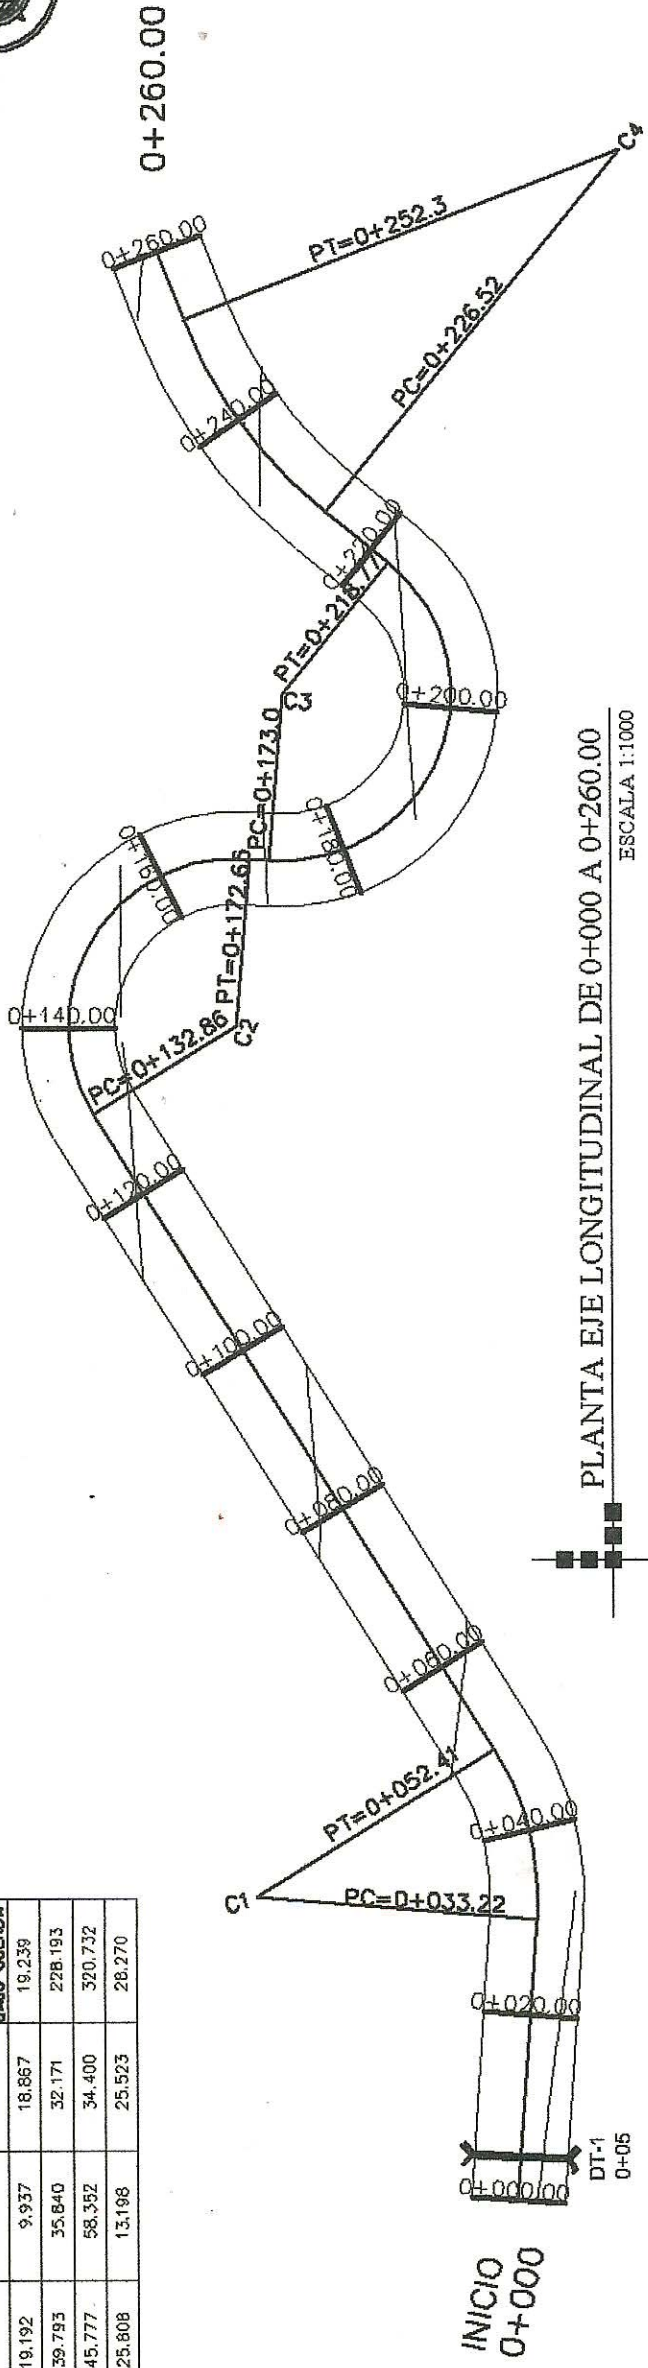 19.192 9.937 18.867 19.239
39.793 35.840 32.171 228.193
45.777 58.352 34.400 320.732
25.808 13.198 25.523 28.270
INICIO
0+000
DT-1
0+05
0+000.00
0+020.00
PC=0+033.22
C1
0+040.00
PT=0+052.41
0+060.00
0+080.00
0+100.00
0+120.00
PC=0+132.86
C2
0+140.00
0+160.00
PT=0+172.65
PC=0+173.0
0+180.00
C3
0+200.00
PT=0+218.77
0+220.00
PC=0+226.52
0+240.00
PT=0+252.3
C4
0+260.00
0+260.00
PLANTA EJE LONGITUDINAL DE 0+000 A 0+260.00
ESCALA 1:1000